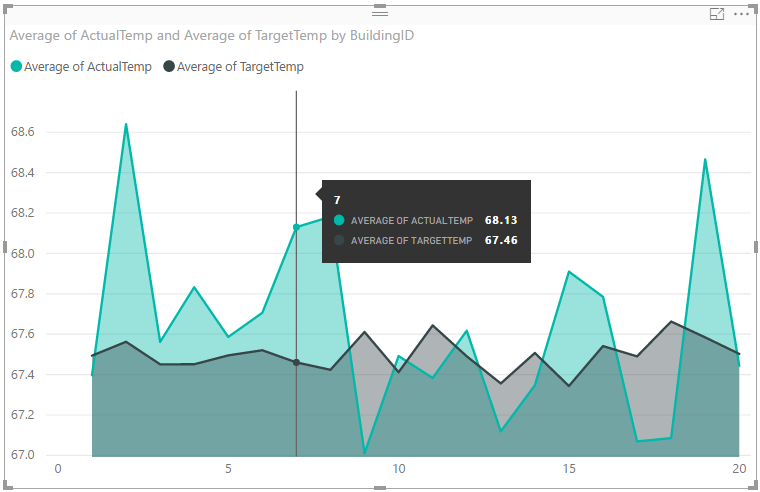 Average of ActualTemp and Average of TargetTemp by BuildingID
Average of ActualTemp Average of TargetTemp
68.6
68.4
68.2
68.0
67.8
67.6
67.4
67.2
67.0
7
AVERAGE OF ACTUALTEMP 68.13
AVERAGE OF TARGETTEMP 67.46
0 5 10 15 20